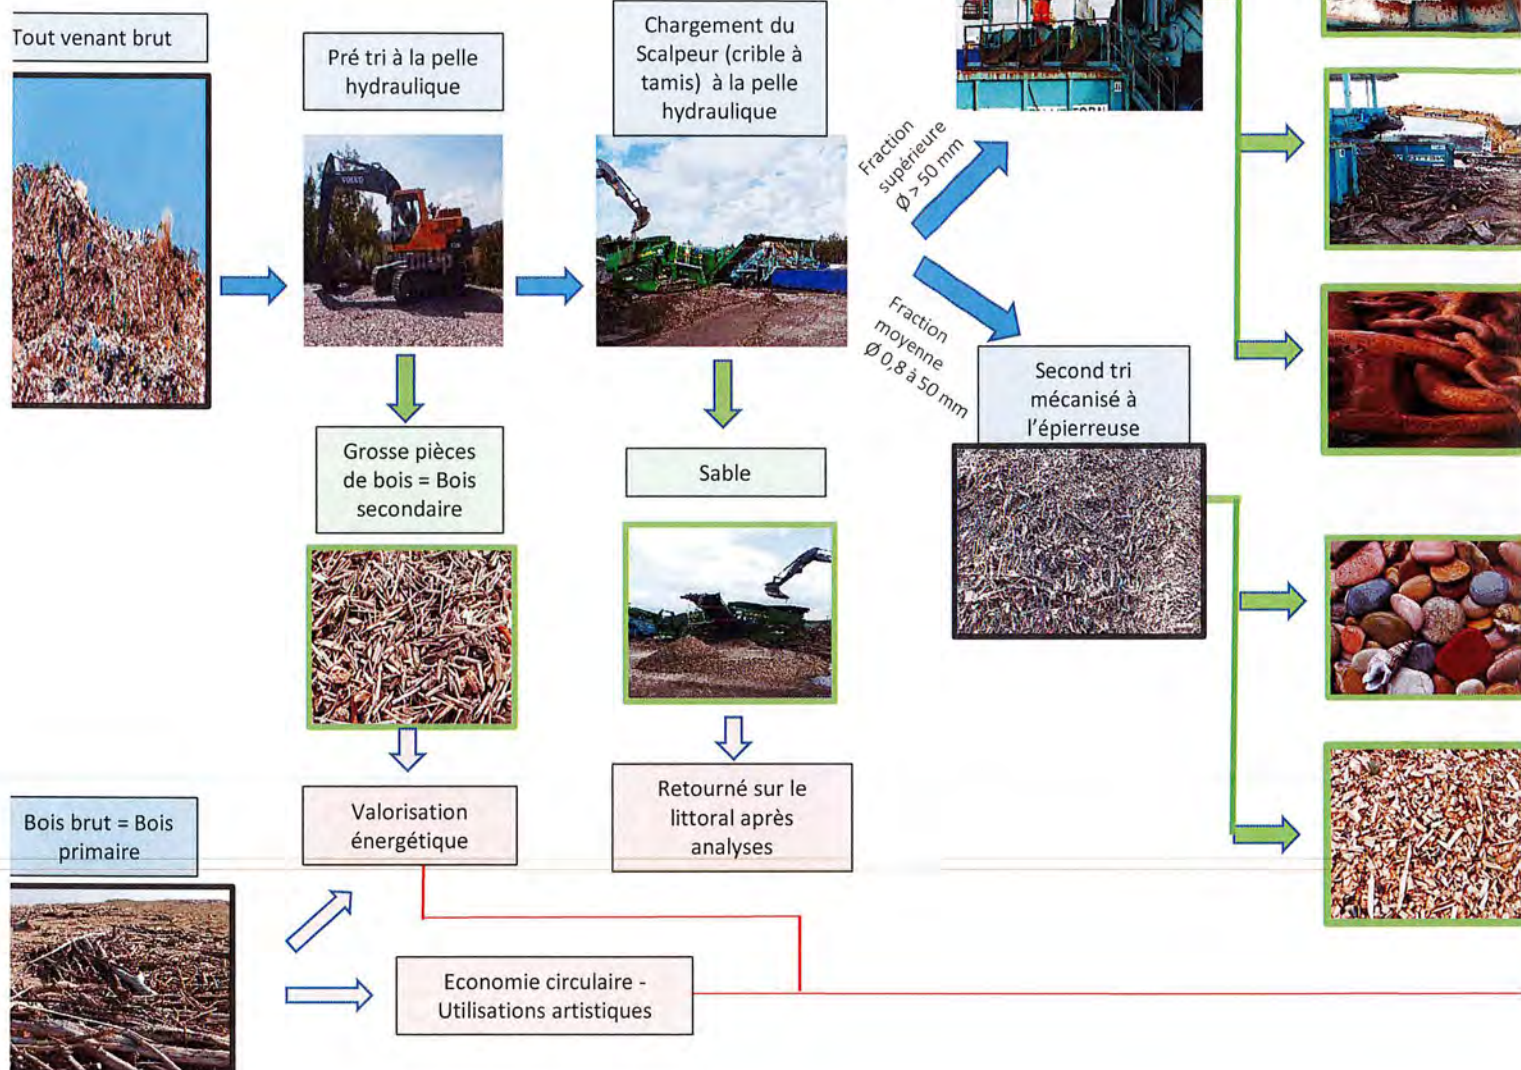 Tout venant brut
Pré tri à la pelle
hydraulique
Chargement du
Scalpeur (crible à
tamis) à la pelle
hydraulique
Fraction
supérieure
Ø > 50 mm
Fraction
moyenne
Ø 0,8 à 50 mm
Second tri
mécanisé à
l'épierreuse
Grosse pièces
de bois = Bois
secondaire
Sable
VOLVO
Valorisation
énergétique
Retourné sur le
littoral après
analyses
Bois brut = Bois
primaire
Economie circulaire -
Utilisations artistiques